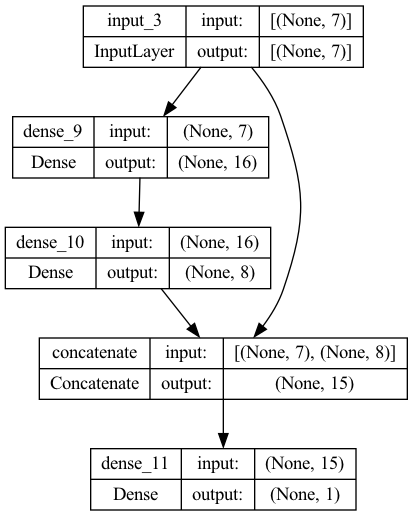 input_3 input: [(None, 7)]
InputLayer output: [(None, 7)]
dense_9 input: (None, 7)
Dense output: (None, 16)
dense_10 input: (None, 16)
Dense output: (None, 8)
concatenate input: [(None, 7), (None, 8)]
Concatenate output: (None, 15)
dense_11 input: (None, 15)
Dense output: (None, 1)